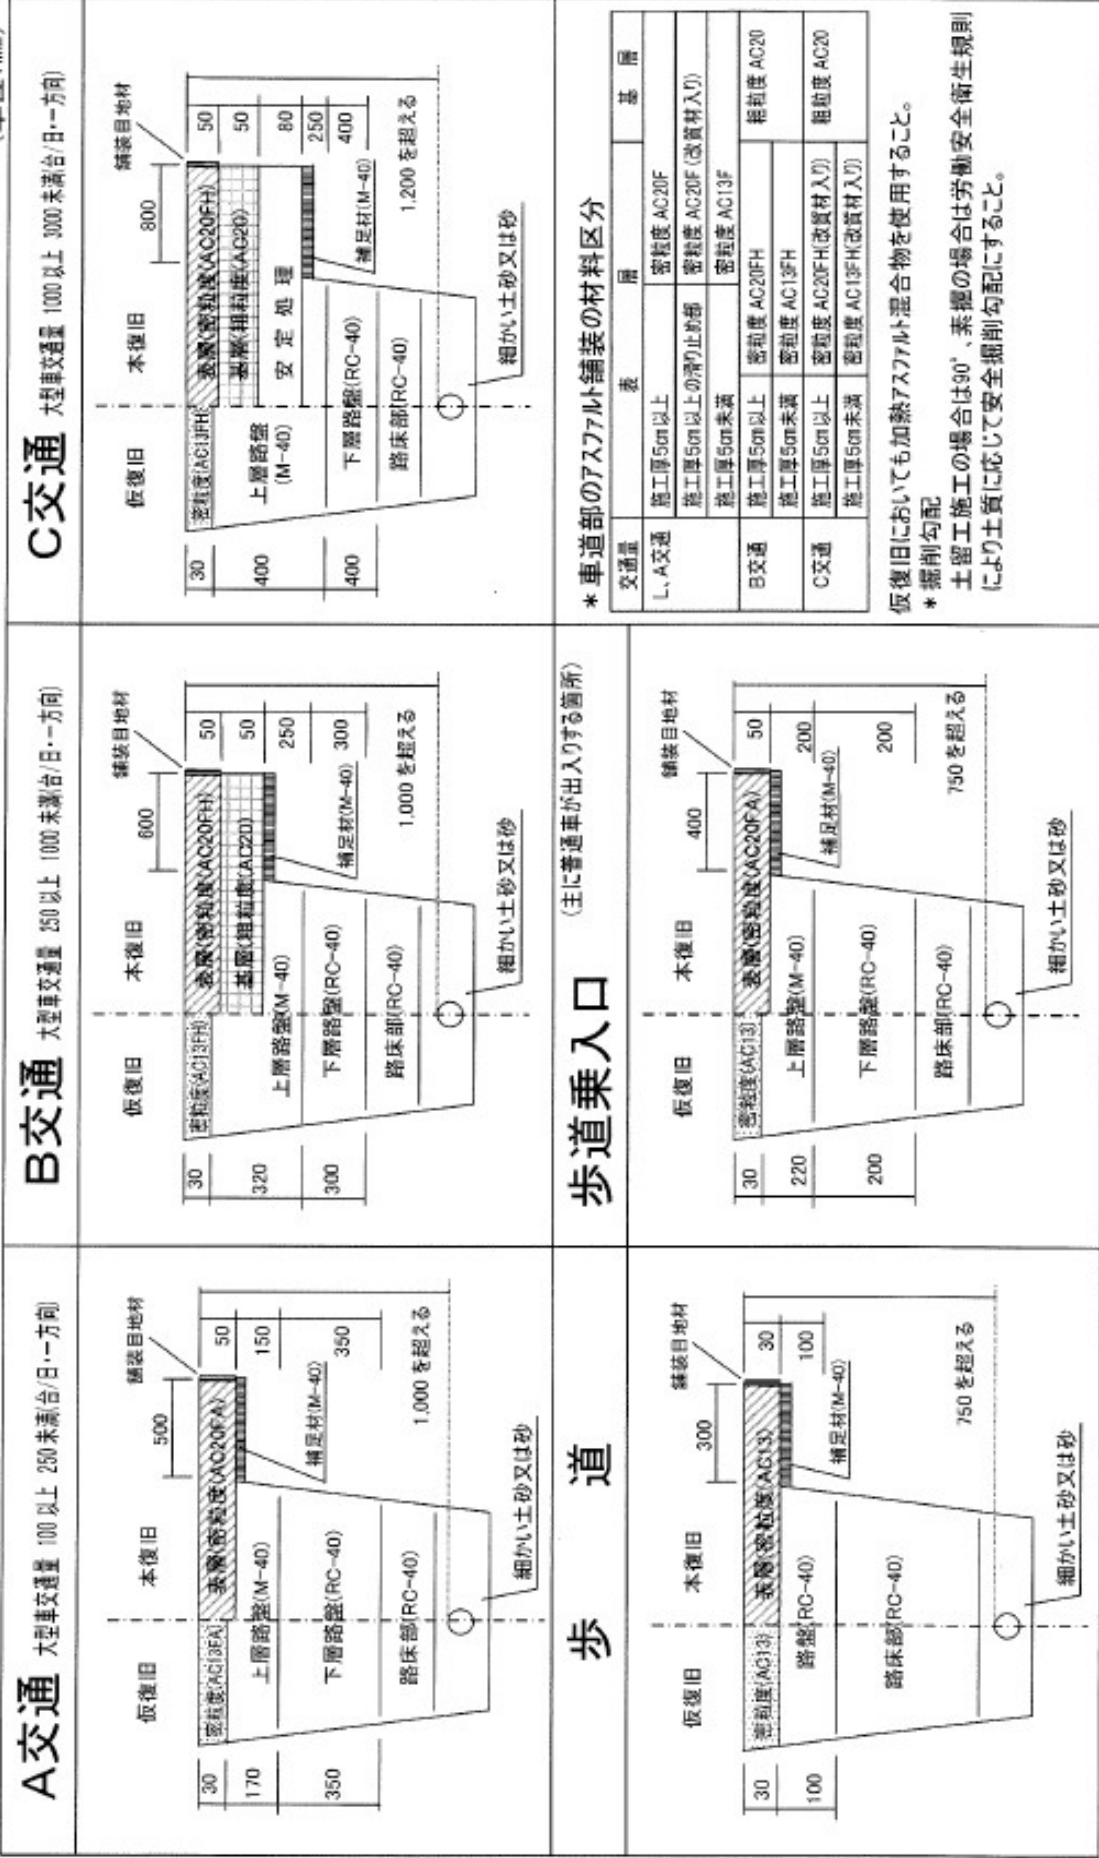 A交通 大型車交通量 100以上 250未満(台/日・一方向)
仮復旧 本復旧
舗装目地材
500
密粒度(AC13FA)
表層(密粒度(AC20FA)
30
170
350
50
150
350
上層路盤(M-40)
補足材(M-40)
下層路盤(RC-40)
路床部(RC-40)
1,000を超える
細かい土砂又は砂
B交通 大型車交通量 250以上 1000未満(台/日・一方向)
仮復旧 本復旧
舗装目地材
600
密粒度(AC13FH)
表層(密粒度(AC20FH)
基層(粗粒度(AC20)
30
320
300
50
50
250
300
上層路盤(M-40)
補足材(M-40)
下層路盤(RC-40)
路床部(RC-40)
1,000を超える
細かい土砂又は砂
C交通 大型車交通量 1000以上 3000未満(台/日・一方向)
仮復旧 本復旧
舗装目地材
800
密粒度(AC13FH)
表層(密粒度(AC20FH)
基層(粗粒度(AC20)
安定処理
30
400
400
50
50
80
250
400
上層路盤
(M-40)
補足材(M-40)
下層路盤(RC-40)
路床部(RC-40)
1,200を超える
細かい土砂又は砂
歩道
仮復旧 本復旧
舗装目地材
300
密粒度(AC13)
表層(密粒度(AC13)
30
100
30
100
路盤(RC-40)
補足材(M-40)
路床部(RC-40)
750を超える
細かい土砂又は砂
歩道乗入口 (主に普通車が出入りする箇所)
仮復旧 本復旧
舗装目地材
400
密粒度(AC13)
表層(密粒度(AC20FA)
30
220
200
50
200
200
上層路盤(M-40)
補足材(M-40)
下層路盤(RC-40)
路床部(RC-40)
750を超える
細かい土砂又は砂
*車道部のアスファルト舗装の材料区分
交通量 表層 基層
L、A交通 施工厚5cm以上 密粒度 AC20F
施工厚5cm以上の滑り止め部 密粒度 AC20F(改質材入り)
施工厚5cm未満 密粒度 AC13F
B交通 施工厚5cm以上 密粒度 AC20FH 粗粒度 AC20
施工厚5cm未満 密粒度 AC13FH
C交通 施工厚5cm以上 密粒度 AC20FH(改質材入り) 粗粒度 AC20
施工厚5cm未満 密粒度 AC13FH(改質材入り)
仮復旧においても加熱アスファルト混合物を使用すること。
*掘削勾配
土留工施工の場合は90°、素掘の場合は労働安全衛生規則
により土質に応じて安全掘削勾配にすること。